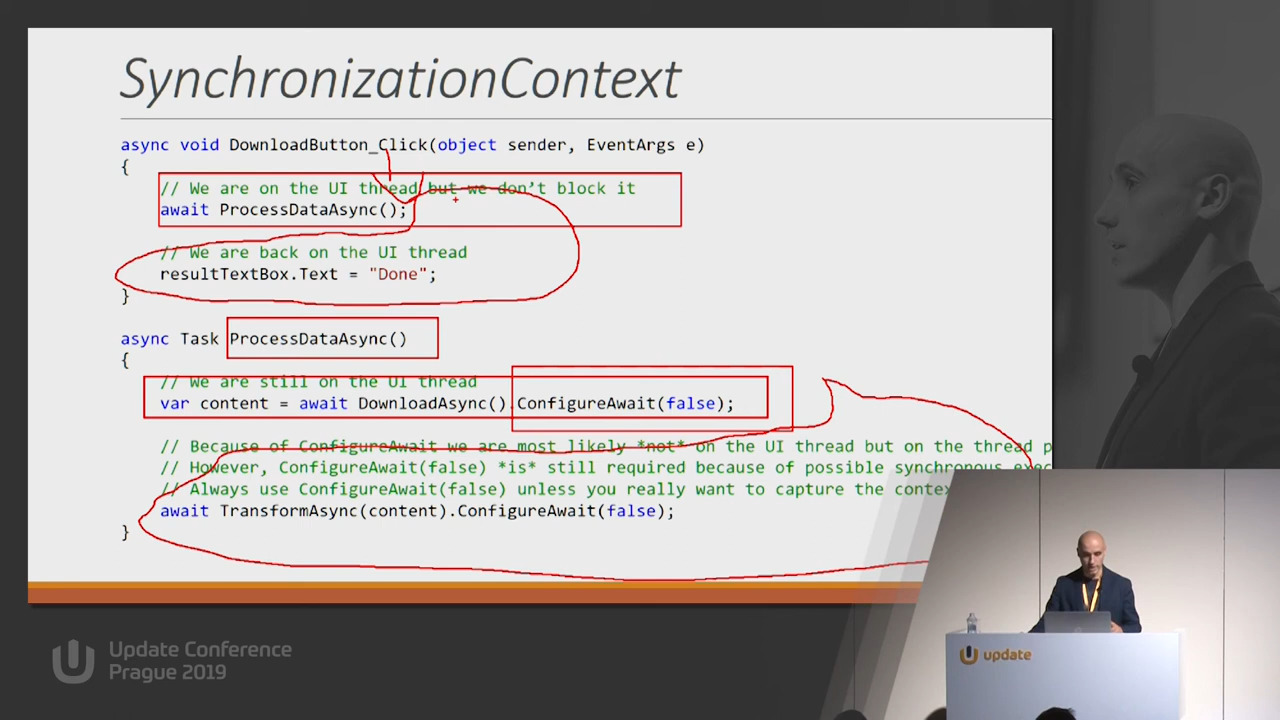 SynchronizationContext
async void DownloadButton_Click(object sender, EventArgs e)
{
// We are on the UI thread but we don't block it
await ProcessDataAsync();
// We are back on the UI thread
resultTextBox.Text = "Done";
}
async Task ProcessDataAsync()
{
// We are still on the UI thread
var content = await DownloadAsync().ConfigureAwait(false);
// Because of ConfigureAwait we are most likely *not* on the UI thread but on the thread p
// However, ConfigureAwait(false) *is* still required because of possible synchronous exec
// Always use ConfigureAwait(false) unless you really want to capture the contex
await TransformAsync(content).ConfigureAwait(false);
}
Update Conference
Prague 2019
update